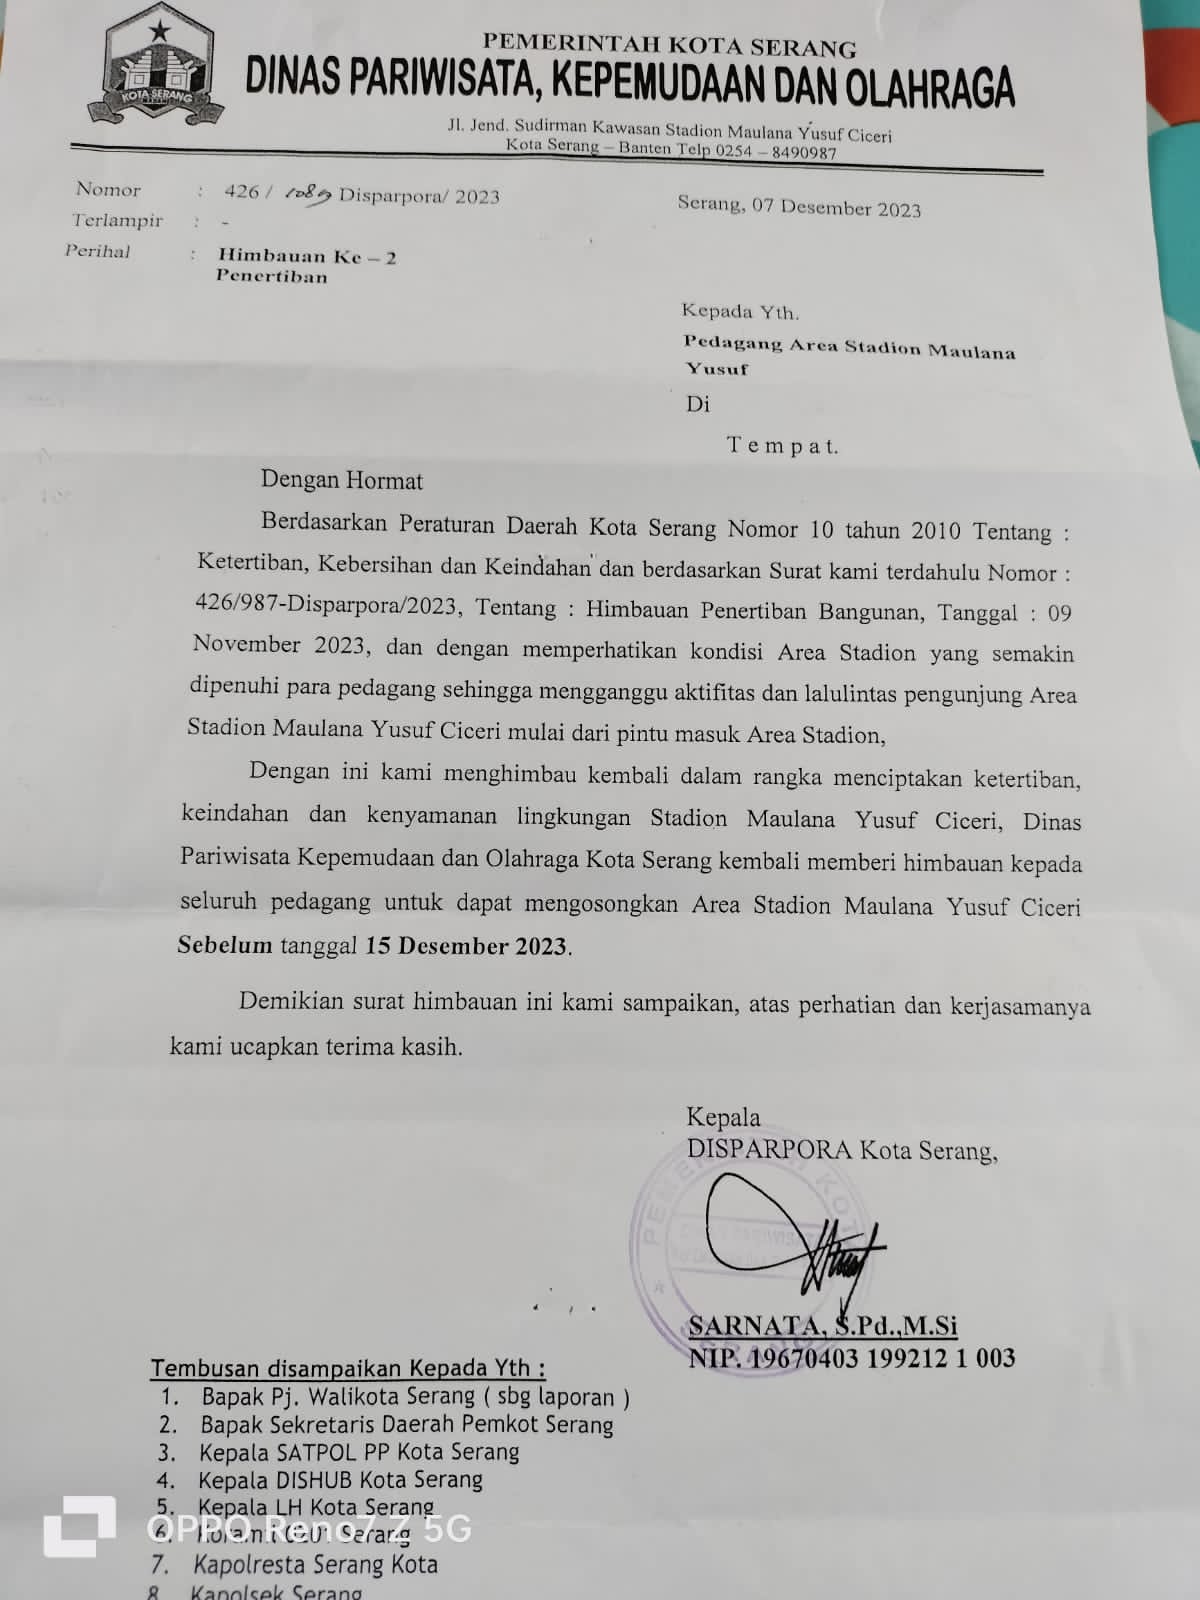 KOTA SERANG
PEMERINTAH KOTA SERANG
DINAS PARIWISATA, KEPEMUDAAN DAN OLAHRAGA
Jl. Jend. Sudirman Kawasan Stadion Maulana Yusuf Ciceri
Kota Serang – Banten Telp 0254 – 8490987
Nomor : 426 / 1089 Disparpora/ 2023
Serang, 07 Desember 2023
Terlampir : -
Perihal : Himbauan Ke – 2
Penertiban
Kepada Yth.
Pedagang Area Stadion Maulana
Yusuf
Di
Tempat.
Dengan Hormat
Berdasarkan Peraturan Daerah Kota Serang Nomor 10 tahun 2010 Tentang :
Ketertiban, Kebersihan dan Keindahan dan berdasarkan Surat kami terdahulu Nomor :
426/987-Disparpora/2023, Tentang : Himbauan Penertiban Bangunan, Tanggal : 09
November 2023, dan dengan memperhatikan kondisi Area Stadion yang semakin
dipenuhi para pedagang sehingga mengganggu aktifitas dan lalulintas pengunjung Area
Stadion Maulana Yusuf Ciceri mulai dari pintu masuk Area Stadion,
Dengan ini kami menghimbau kembali dalam rangka menciptakan ketertiban,
keindahan dan kenyamanan lingkungan Stadion Maulana Yusuf Ciceri, Dinas
Pariwisata Kepemudaan dan Olahraga Kota Serang kembali memberi himbauan kepada
seluruh pedagang untuk dapat mengosongkan Area Stadion Maulana Yusuf Ciceri
Sebelum tanggal 15 Desember 2023.
Demikian surat himbauan ini kami sampaikan, atas perhatian dan kerjasamanya
kami ucapkan terima kasih.
Kepala
DISPARPORA Kota Serang,
SARNATA, S.Pd.,M.Si
NIP. 19670403 199212 1 003
Tembusan disampaikan Kepada Yth :
1. Bapak Pj. Walikota Serang ( sbg laporan )
2. Bapak Sekretaris Daerah Pemkot Serang
3. Kepala SATPOL PP Kota Serang
4. Kepala DISHUB Kota Serang
5. Kepala LH Kota Serang
6. Serang
OPPO Reno7 Z 5G
7. Kapolresta Serang Kota
8. Kapolsek Serang